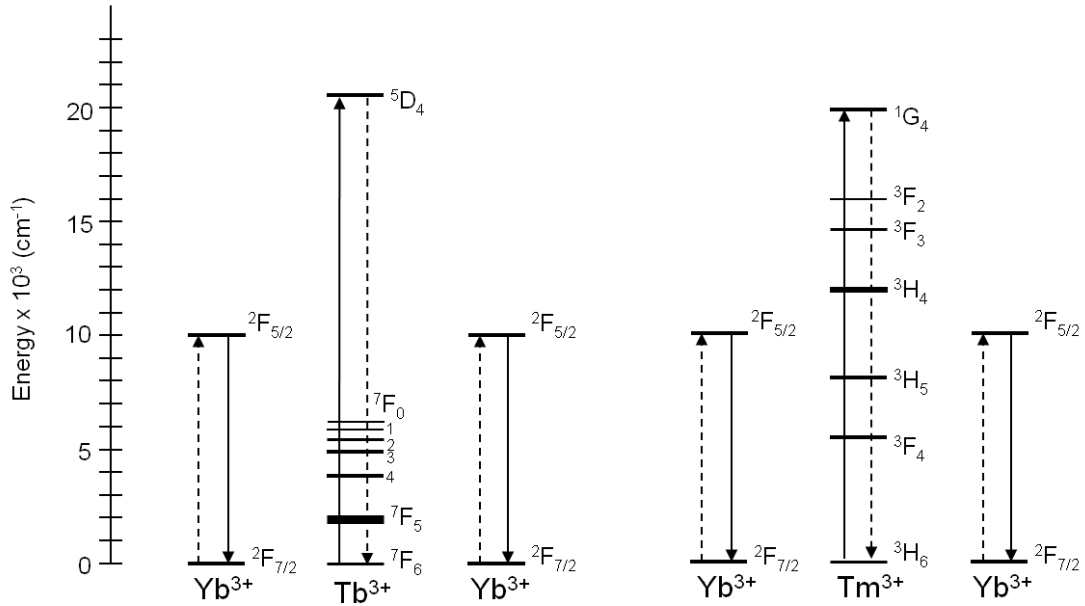 Energy x 10³ (cm⁻¹)
20
15
10
5
0
²F₅/₂
²F₇/₂
Yb³⁺
⁵D₄
⁷F₀
1
2
3
4
⁷F₅
⁷F₆
Tb³⁺
²F₅/₂
²F₇/₂
Yb³⁺
²F₅/₂
²F₇/₂
Yb³⁺
¹G₄
³F₂
³F₃
³H₄
³H₅
³F₄
³H₆
Tm³⁺
²F₅/₂
²F₇/₂
Yb³⁺